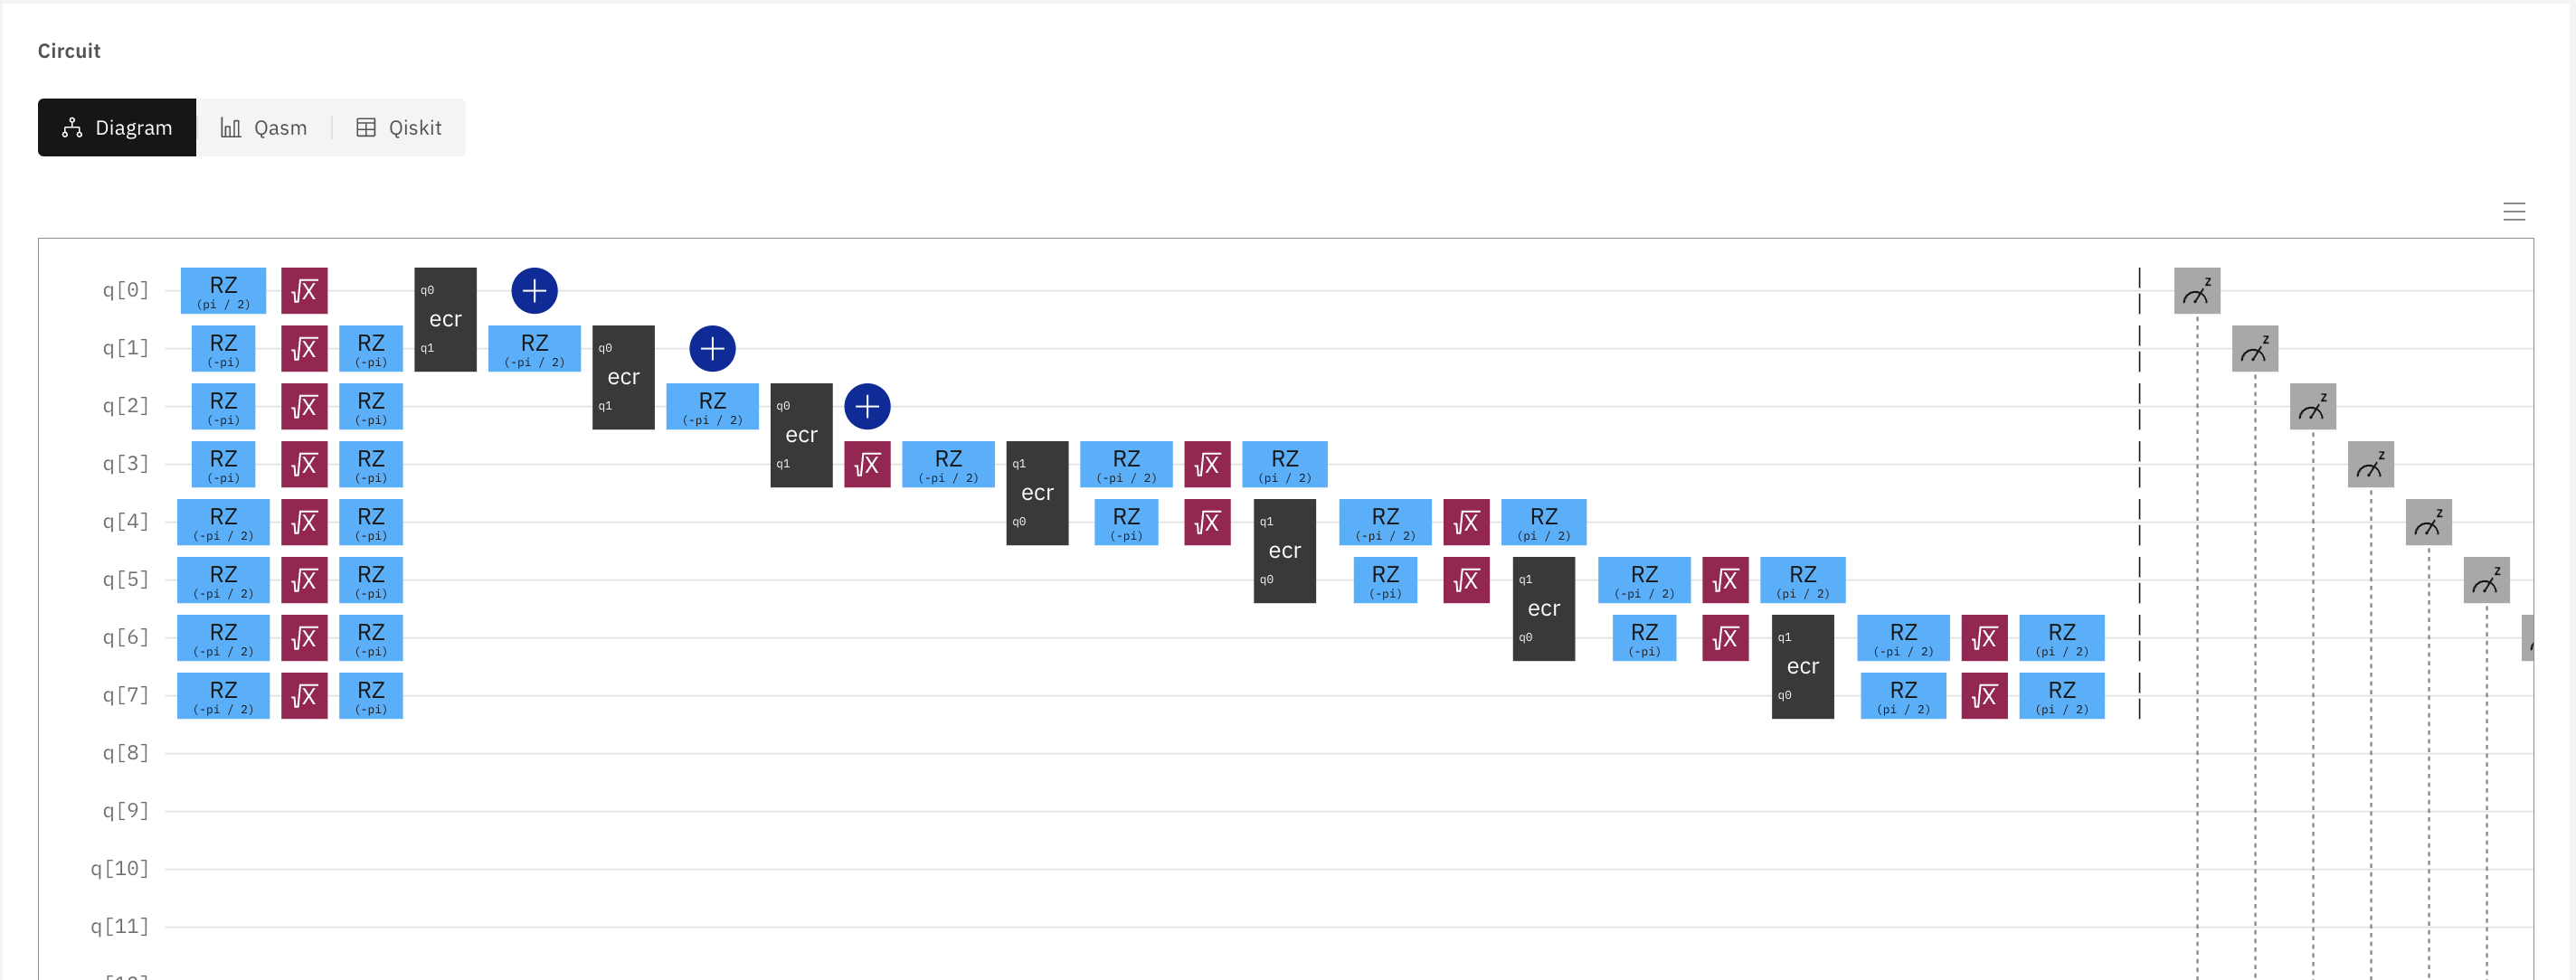 Circuit
Diagram Qasm Qiskit
q[0] RZ (pi / 2) √X q0 ecr q1 + z
q[1] RZ (-pi) √X RZ (-pi) RZ (-pi / 2) q0 ecr q1 + z
q[2] RZ (-pi) √X RZ (-pi) RZ (-pi / 2) q0 ecr q1 + z
q[3] RZ (-pi) √X RZ (-pi) √X RZ (-pi / 2) q1 ecr q0 RZ (-pi / 2) √X RZ (pi / 2) z
q[4] RZ (-pi / 2) √X RZ (-pi) RZ (-pi) √X q1 ecr q0 RZ (-pi / 2) √X RZ (pi / 2) z
q[5] RZ (-pi / 2) √X RZ (-pi) RZ (-pi) √X q1 ecr q0 RZ (-pi / 2) √X RZ (pi / 2) z
q[6] RZ (-pi / 2) √X RZ (-pi) RZ (-pi) √X q1 ecr q0 RZ (-pi / 2) √X RZ (pi / 2)
q[7] RZ (-pi / 2) √X RZ (-pi) RZ (pi / 2) √X RZ (pi / 2)
q[8]
q[9]
q[10]
q[11]